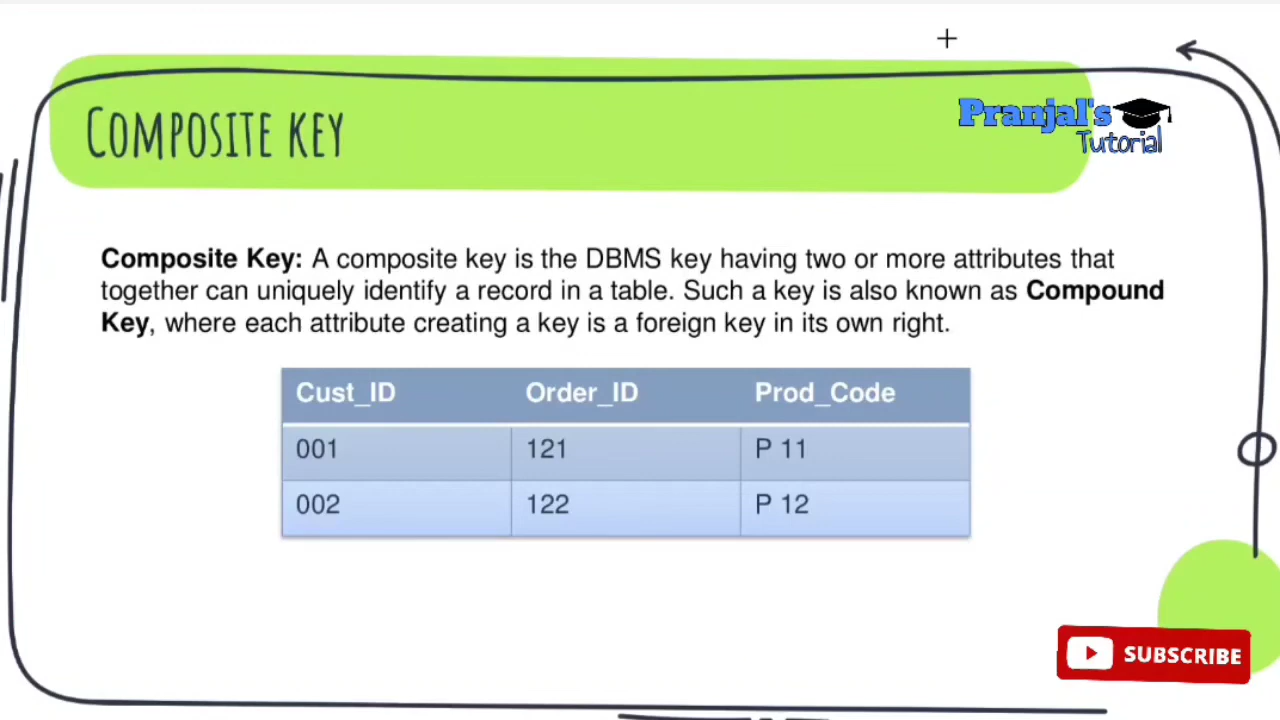 Composite key
Pranjal's
Tutorial
Composite Key: A composite key is the DBMS key having two or more attributes that
together can uniquely identify a record in a table. Such a key is also known as Compound
Key, where each attribute creating a key is a foreign key in its own right.
Cust_ID Order_ID Prod_Code
001 121 P 11
002 122 P 12
SUBSCRIBE